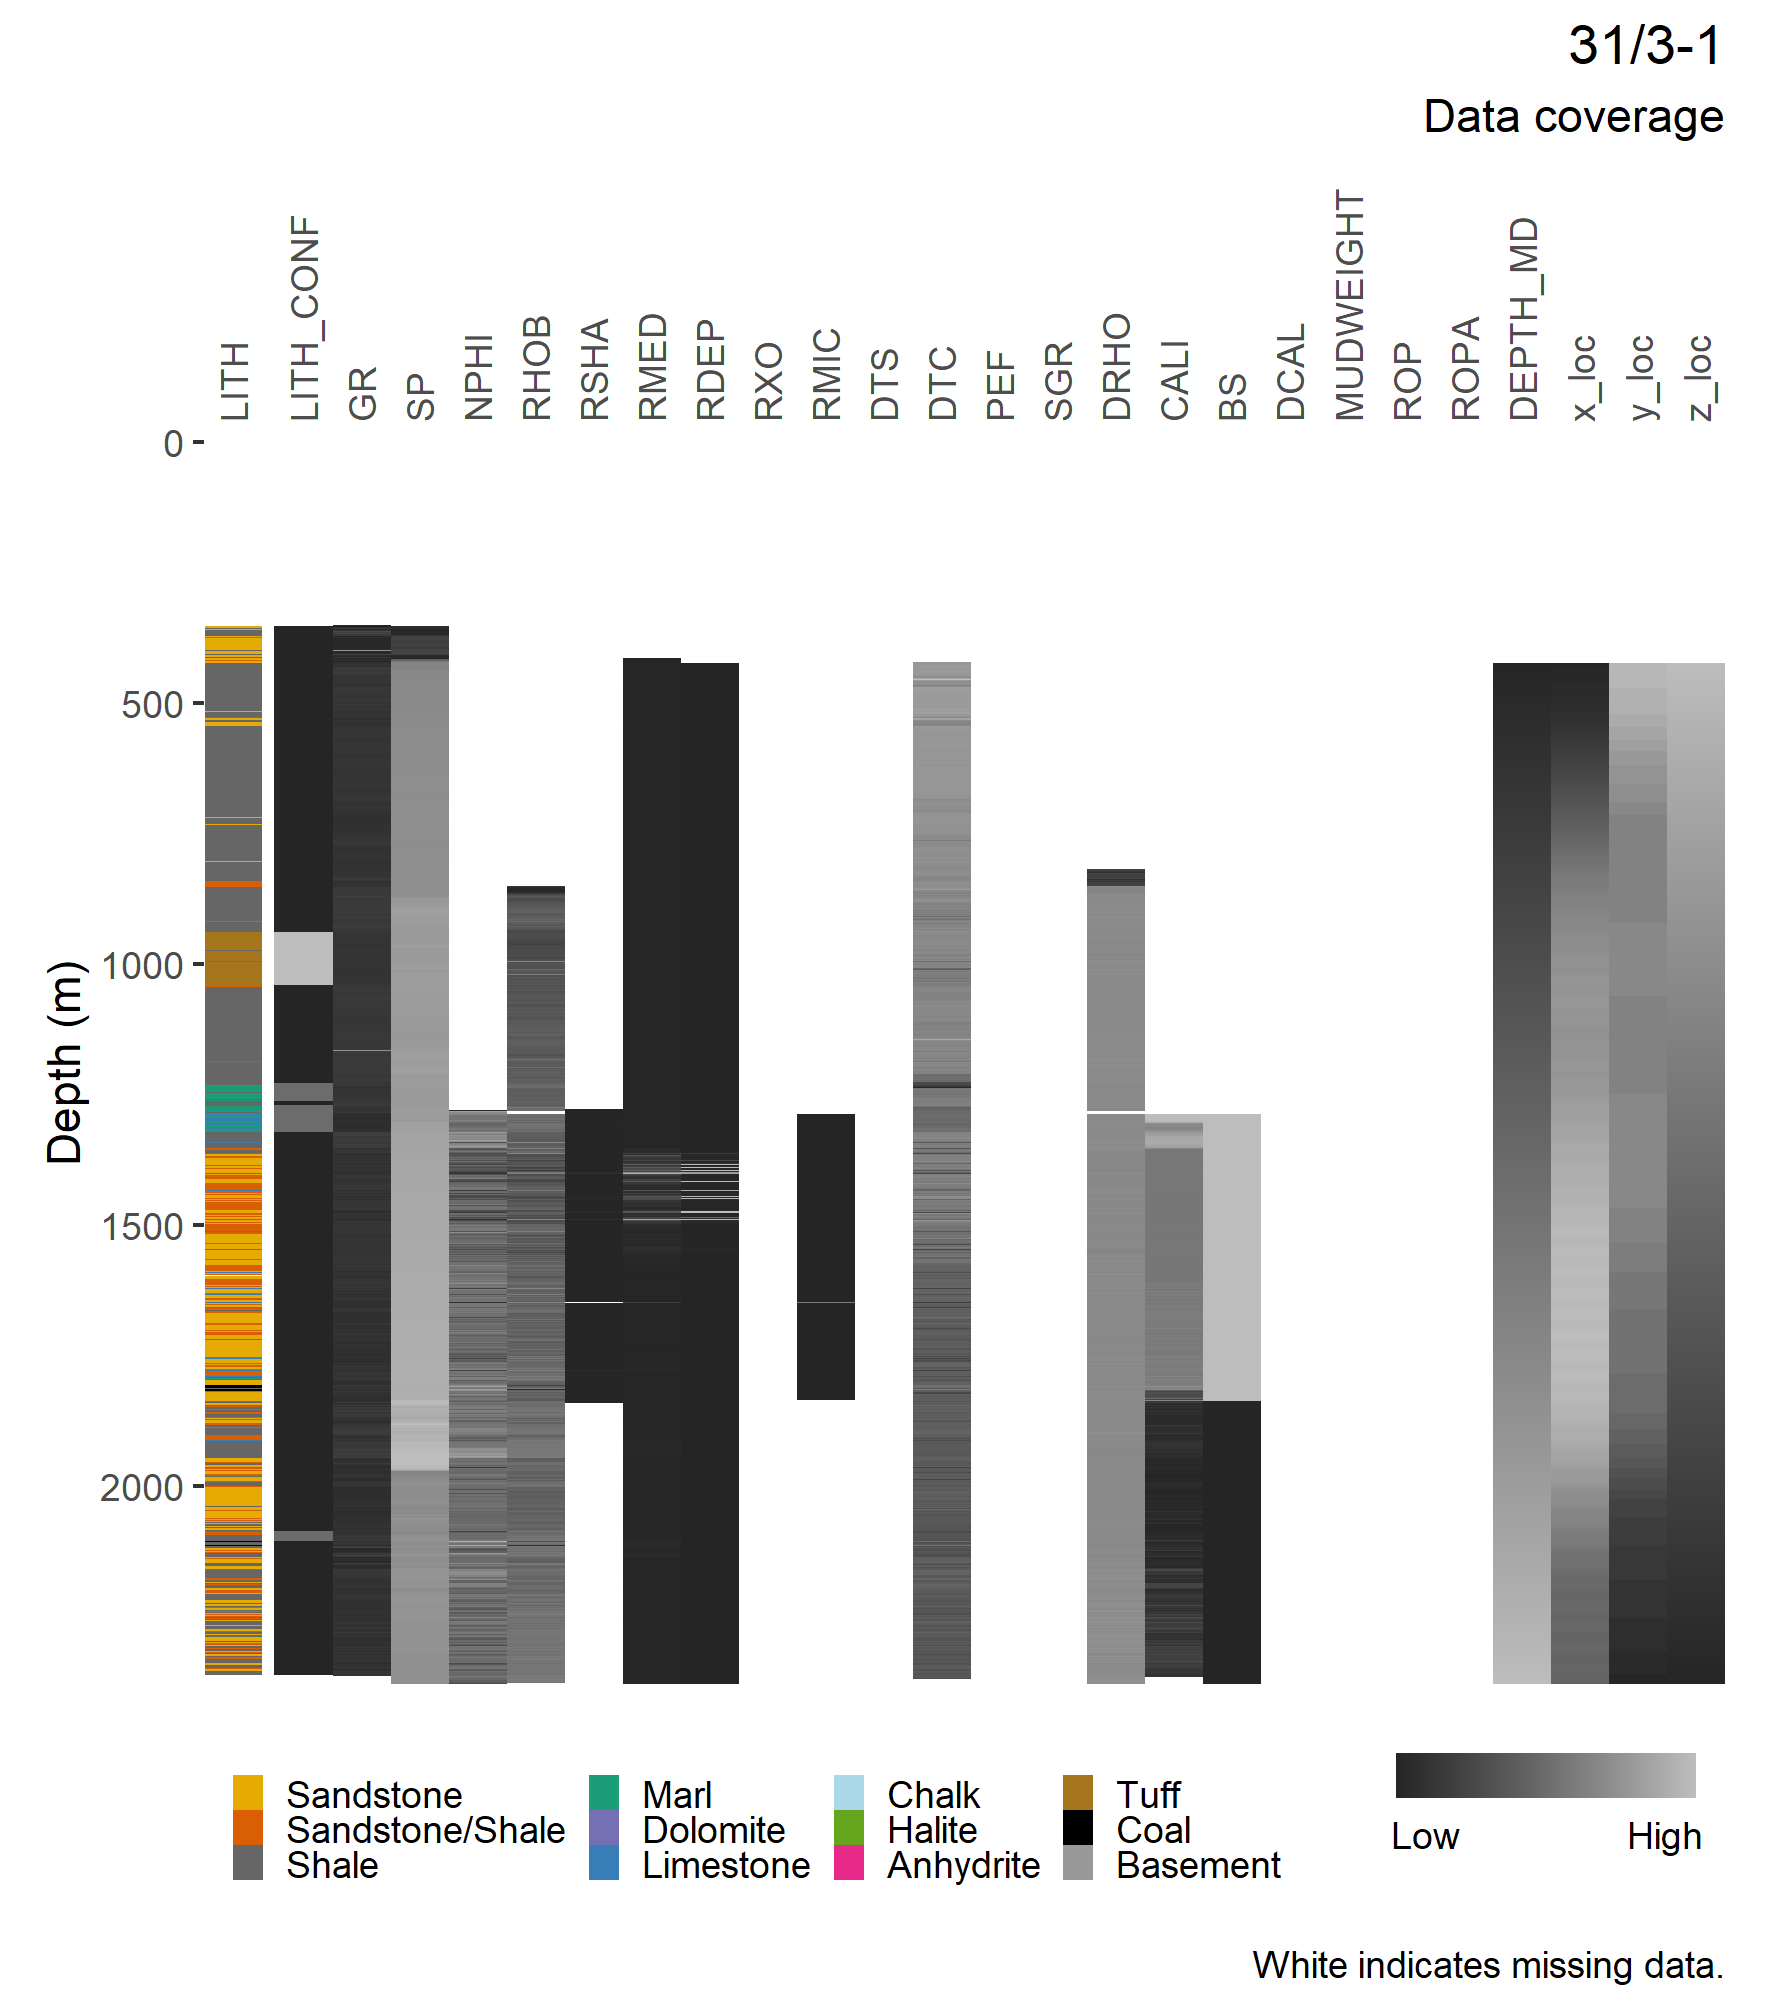 31/3-1
Data coverage
LITH
LITH_CONF
GR
SP
NPHI
RHOB
RSHA
RMED
RDEP
RXO
RMIC
DTS
DTC
PEF
SGR
DRHO
CALI
BS
DCAL
MUDWEIGHT
ROP
ROPA
DEPTH_MD
x_loc
y_loc
z_loc
0
500
1000
1500
2000
Depth (m)
Sandstone
Sandstone/Shale
Shale
Marl
Dolomite
Limestone
Chalk
Halite
Anhydrite
Tuff
Coal
Basement
Low High
White indicates missing data.